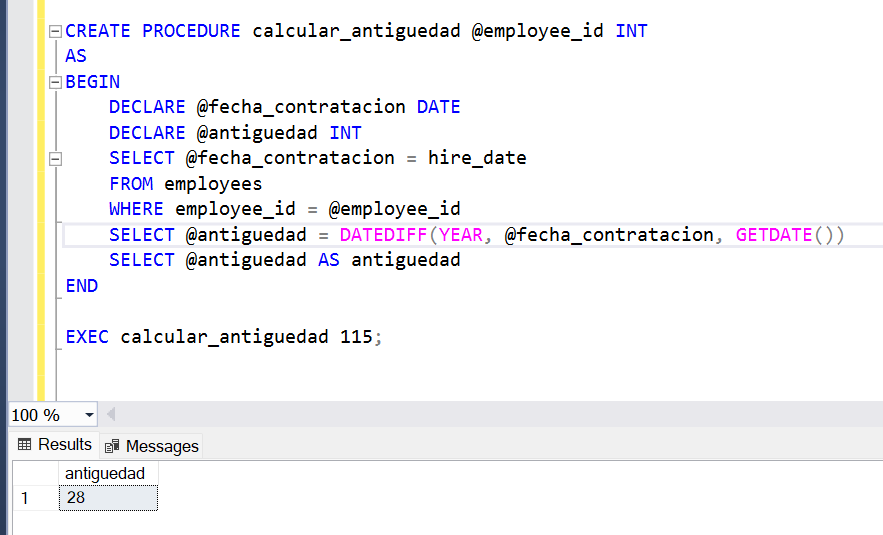 CREATE PROCEDURE calcular_antiguedad @employee_id INT
AS
BEGIN
DECLARE @fecha_contratacion DATE
DECLARE @antiguedad INT
SELECT @fecha_contratacion = hire_date
FROM employees
WHERE employee_id = @employee_id
SELECT @antiguedad = DATEDIFF(YEAR, @fecha_contratacion, GETDATE())
SELECT @antiguedad AS antiguedad
END
EXEC calcular_antiguedad 115;
100 %
Results Messages
antiguedad
1 28